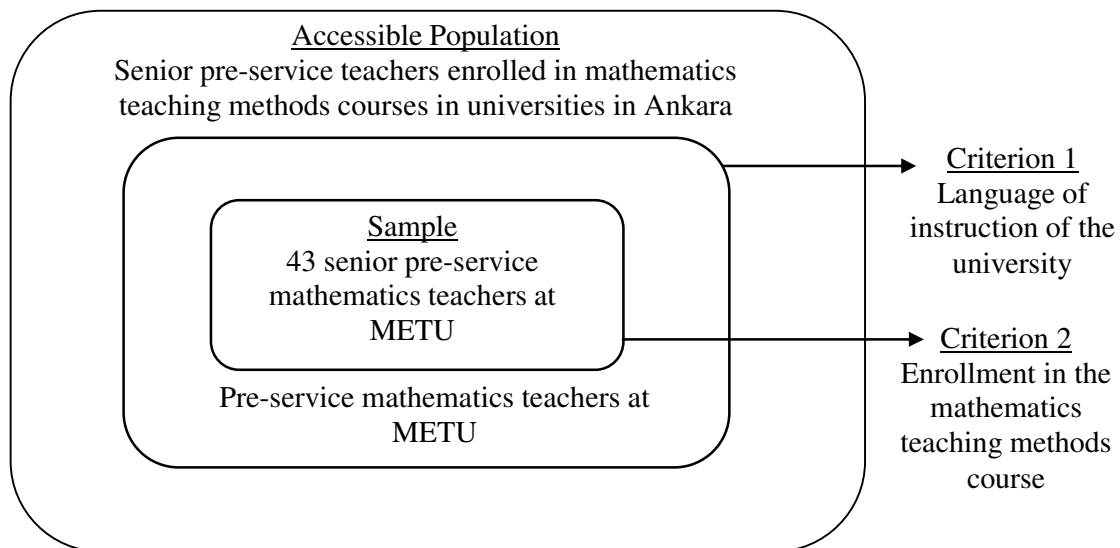 Accessible Population
Senior pre-service teachers enrolled in mathematics
teaching methods courses in universities in Ankara
Sample
43 senior pre-service
mathematics teachers at
METU
Pre-service mathematics teachers at
METU
Criterion 1
Language of
instruction of the
university
Criterion 2
Enrollment in the
mathematics
teaching methods
course